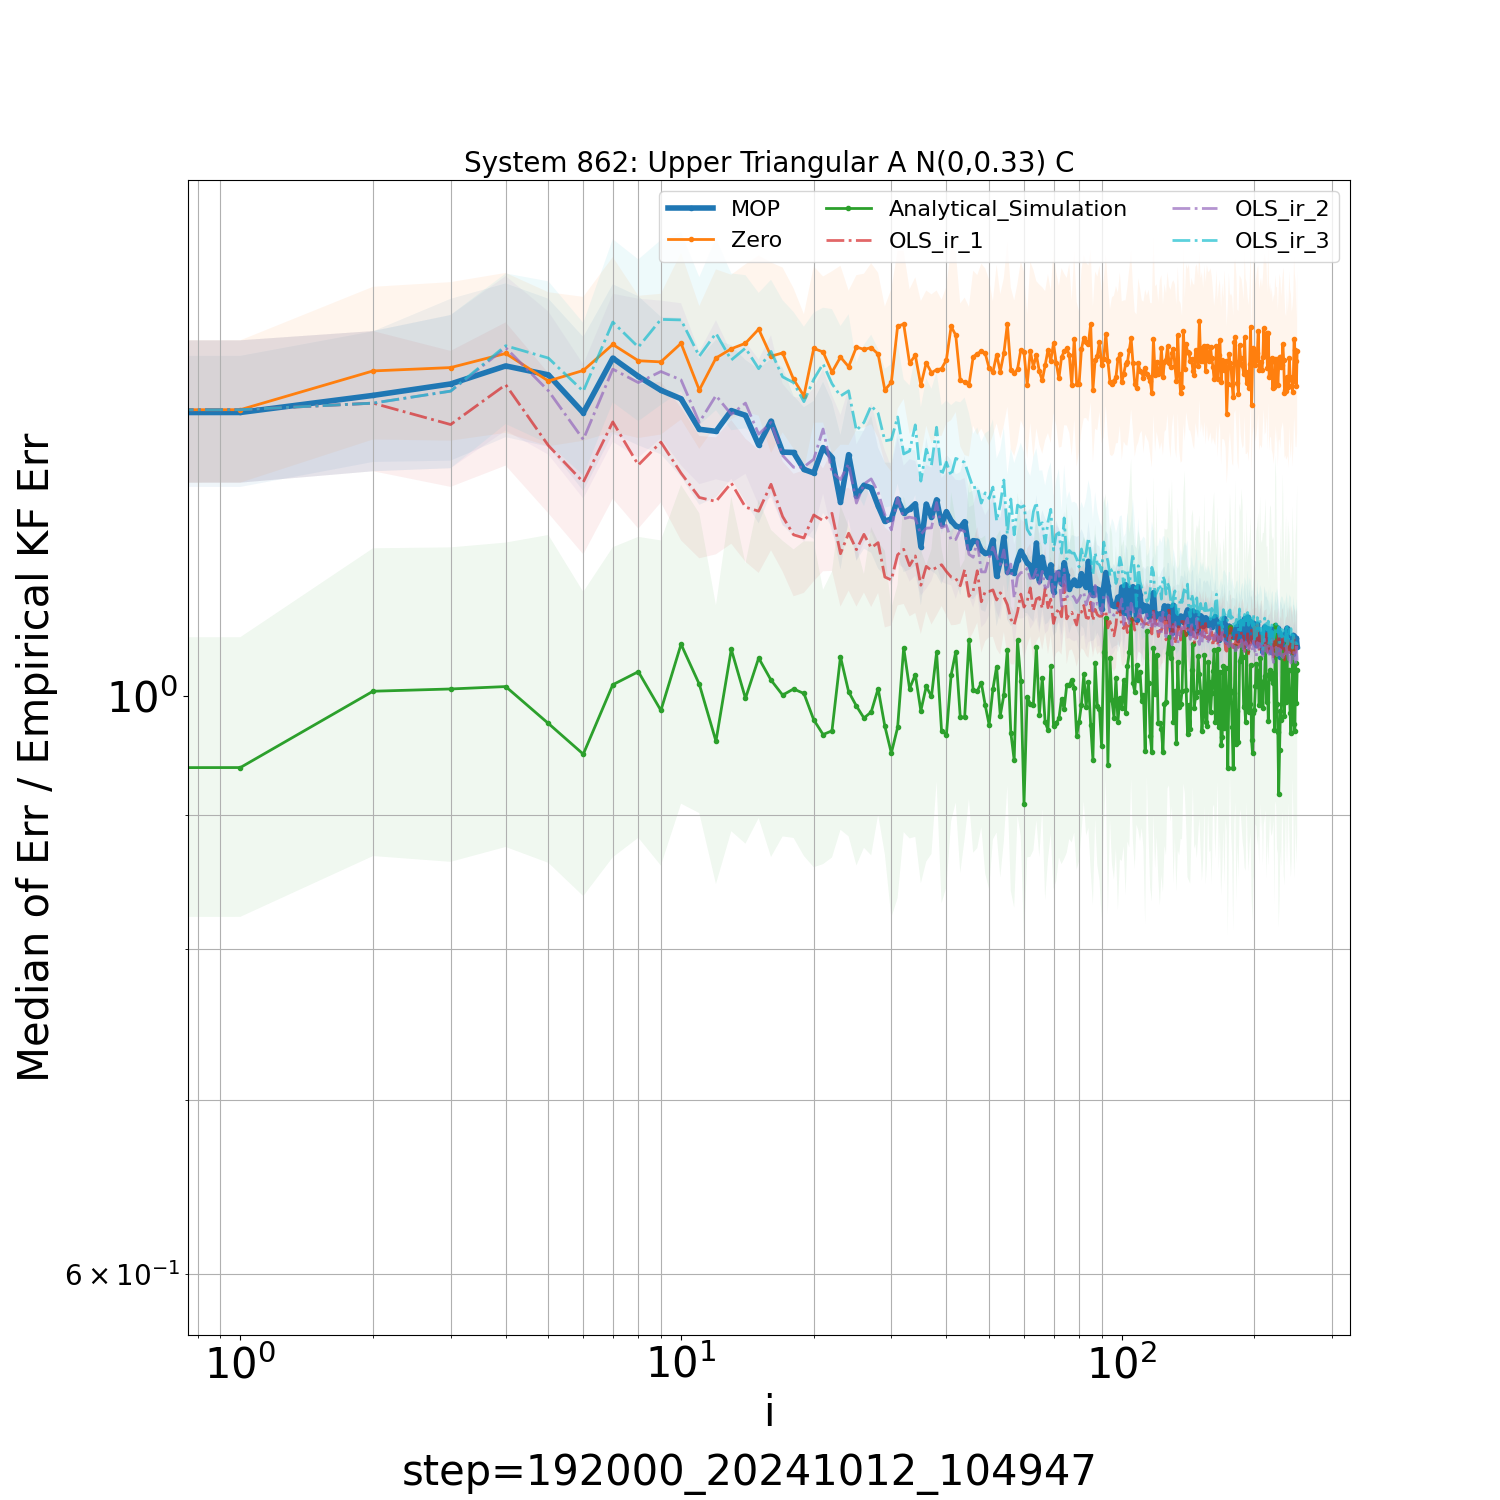 System 862: Upper Triangular A N(0,0.33) C
MOP
Zero
Analytical_Simulation
OLS_ir_1
OLS_ir_2
OLS_ir_3
Median of Err / Empirical KF Err
10⁰
6 × 10⁻¹
10⁰ 10¹ 10²
i
step=192000_20241012_104947